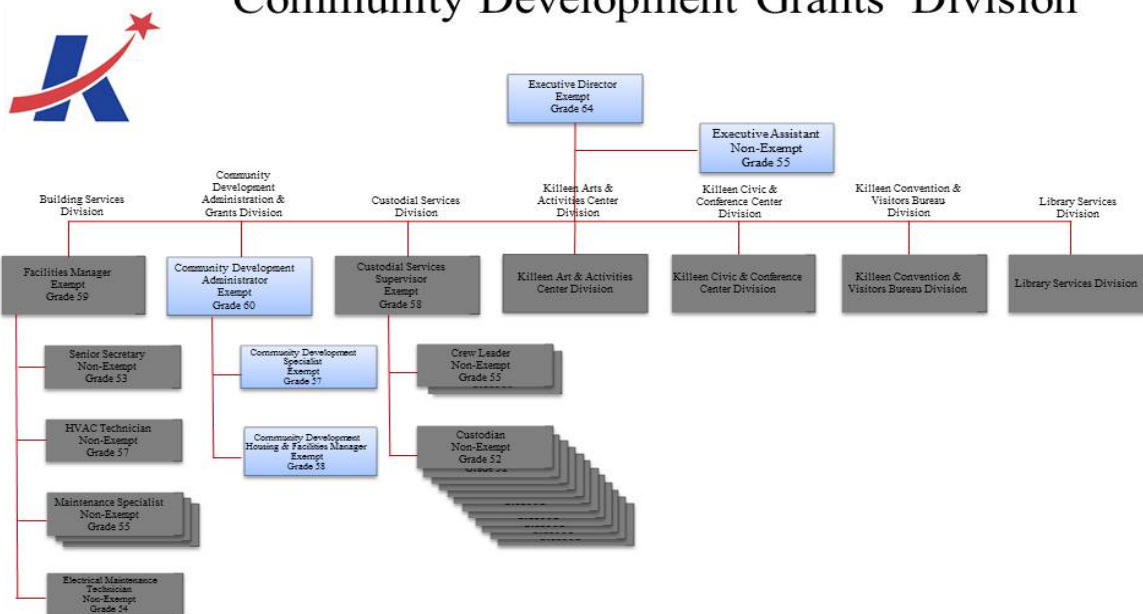 Community Development Grants Division
Executive Director
Exempt
Grade 64
Executive Assistant
Non-Exempt
Grade 55
Building Services
Division
Community
Development
Administration &
Grants Division
Custodial Services
Division
Killeen Arts &
Activities Center
Division
Killeen Civic &
Conference Center
Division
Killeen Convention &
Visitors Bureau
Division
Library Services
Division
Facilities Manager
Exempt
Grade 59
Community Development
Administrator
Exempt
Grade 60
Custodial Services
Supervisor
Exempt
Grade 58
Killeen Art & Activities
Center Division
Killeen Civic & Conference
Center Division
Killeen Convention &
Visitors Bureau Division
Library Services Division
Senior Secretary
Non-Exempt
Grade 53
Community Development
Specialist
Exempt
Grade 57
Crew Leader
Non-Exempt
Grade 55
HVAC Technician
Non-Exempt
Grade 57
Community Development
Housing & Facilities Manager
Exempt
Grade 58
Custodian
Non-Exempt
Grade 52
Maintenance Specialist
Non-Exempt
Grade 55
Electrical Maintenance
Technician
Non-Exempt
Grade 54